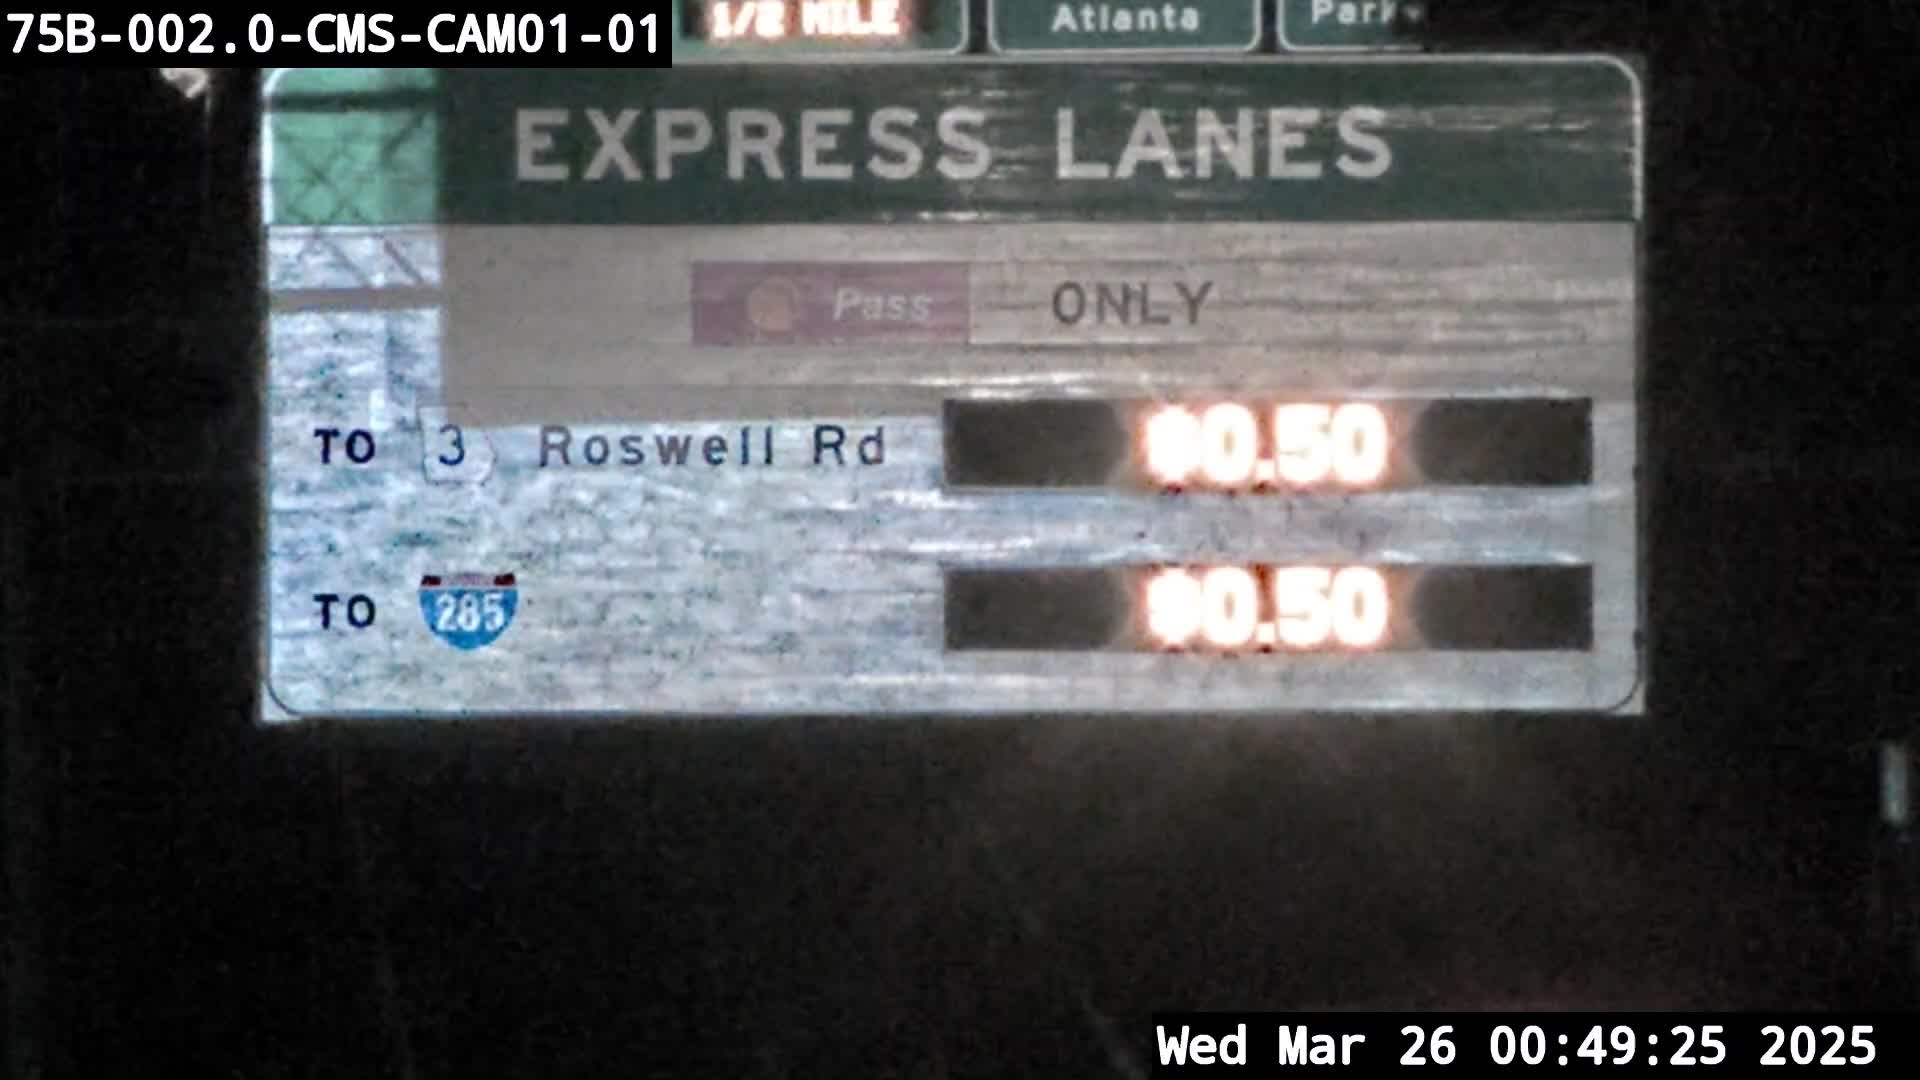 75B-002.0-CMS-CAM01-01
1/2 MILE
Atlanta
Park
EXPRESS LANES
Pass ONLY
TO 3 Roswell Rd $0.50
TO 285 $0.50
Wed Mar 26 00:49:25 2025